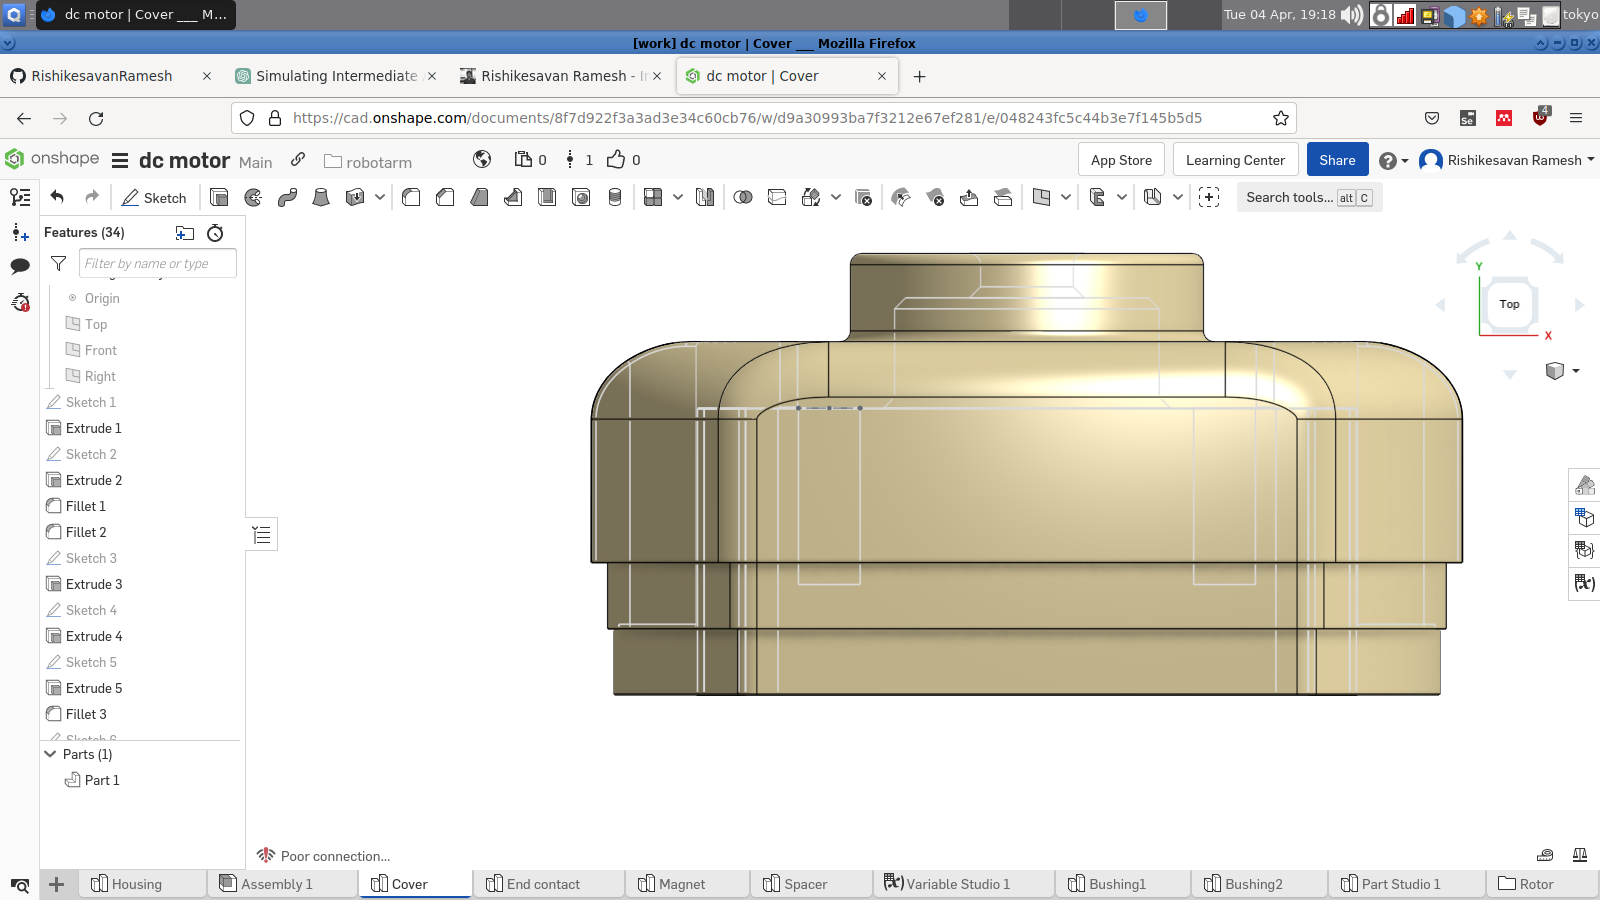 dc motor | Cover ___ M...
Tue 04 Apr, 19:18
tokyo
[work] dc motor | Cover ___ Mozilla Firefox
RishikesavanRamesh
Simulating Intermediate
Rishikesavan Ramesh - In
dc motor | Cover
https://cad.onshape.com/documents/8f7d922f3a3ad3e34c60cb76/w/d9a30993ba7f3212e67ef281/e/048243fc5c44b3e7f145b5d5
Se
4
onshape
dc motor Main
robotarm
0
1
0
App Store
Learning Center
Share
Rishikesavan Ramesh
Sketch
Search tools... alt C
Features (34)
Filter by name or type
Origin
Top
Front
Right
Sketch 1
Extrude 1
Sketch 2
Extrude 2
Fillet 1
Fillet 2
Sketch 3
Extrude 3
Sketch 4
Extrude 4
Sketch 5
Extrude 5
Fillet 3
Sketch 6
Parts (1)
Part 1
Y
Top
X
(x)
Poor connection...
Housing
Assembly 1
Cover
End contact
Magnet
Spacer
Variable Studio 1
Bushing1
Bushing2
Part Studio 1
Rotor